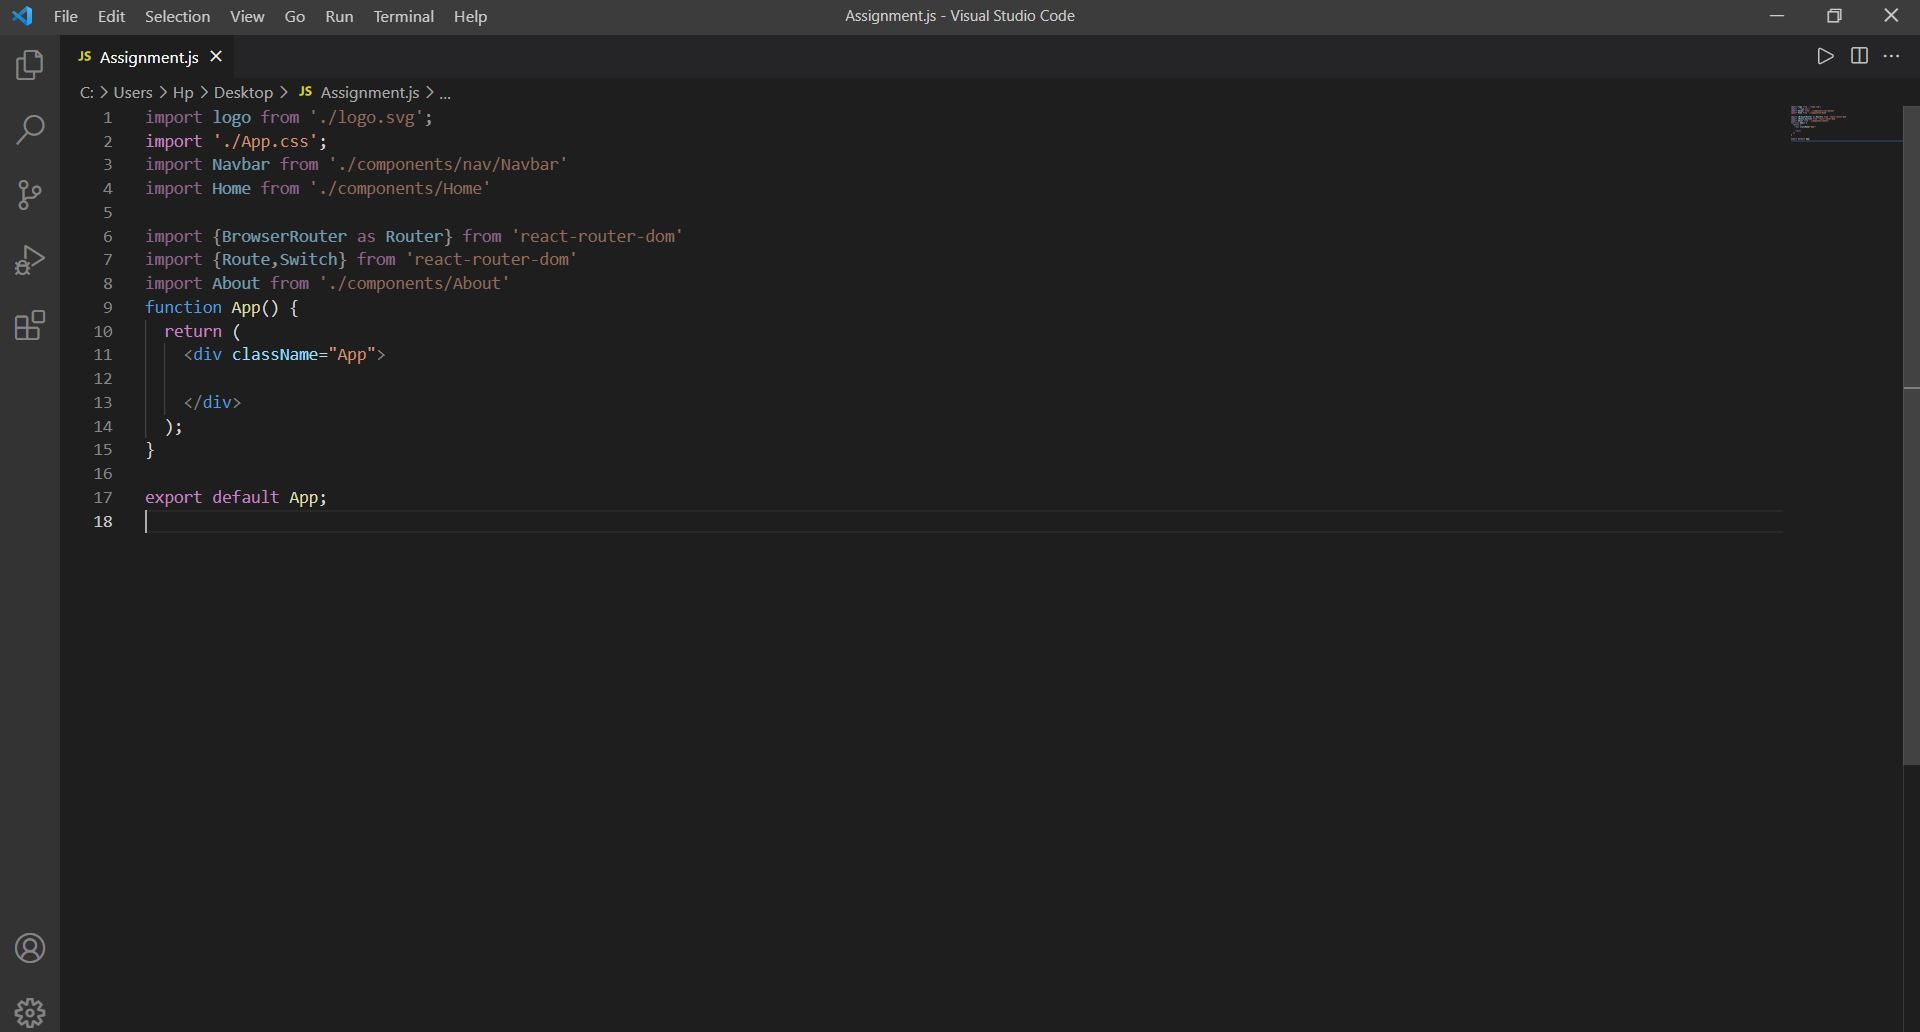 File Edit Selection View Go Run Terminal Help Assignment.js - Visual Studio Code
JS Assignment.js
C: > Users > Hp > Desktop > JS Assignment.js > ...
1 import logo from './logo.svg';
2 import './App.css';
3 import Navbar from './components/nav/Navbar'
4 import Home from './components/Home'
5
6 import {BrowserRouter as Router} from 'react-router-dom'
7 import {Route,Switch} from 'react-router-dom'
8 import About from './components/About'
9 function App() {
10   return (
11     <div className="App">
12
13     </div>
14   );
15 }
16
17 export default App;
18